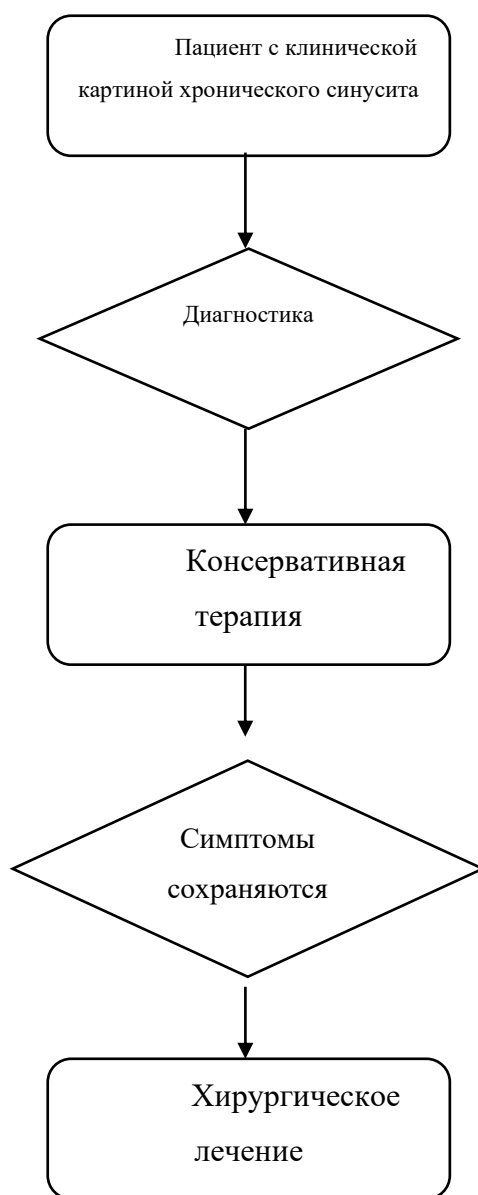 Пациент с клинической
картиной хронического синусита
Диагностика
Консервативная
терапия
Симптомы
сохраняются
Хирургическое
лечение